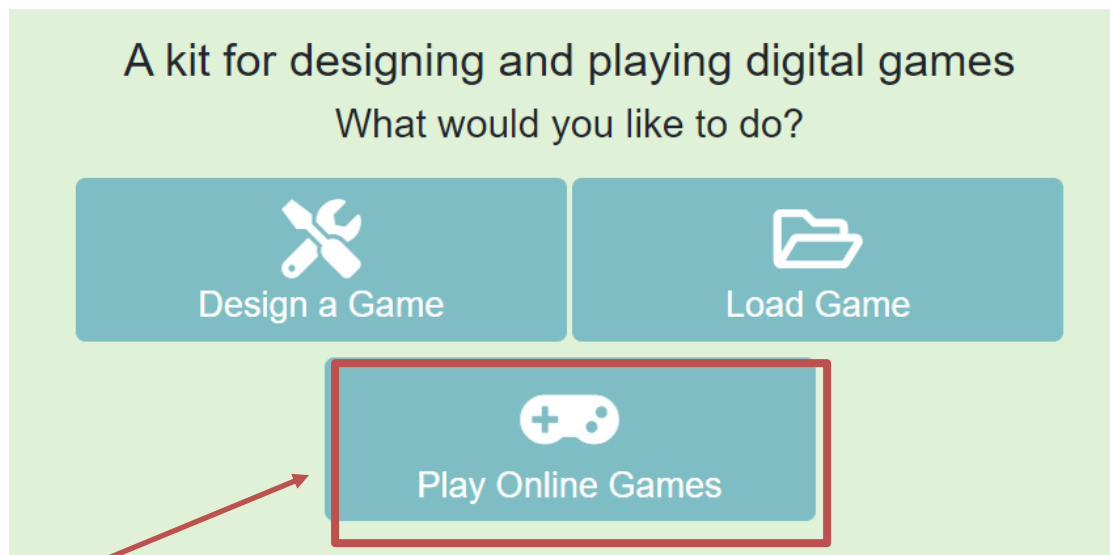 A kit for designing and playing digital games
What would you like to do?
Design a Game
Load Game
Play Online Games